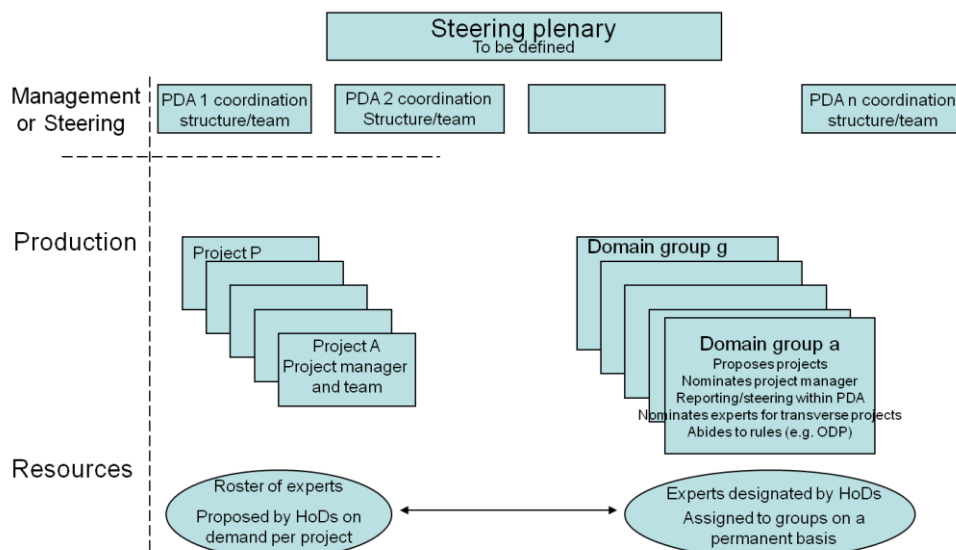 Steering plenary
To be defined
Management
or Steering
PDA 1 coordination
structure/team
PDA 2 coordination
Structure/team
PDA n coordination
structure/team
Production
Project P
Project A
Project manager
and team
Domain group g
Domain group a
Proposes projects
Nominates project manager
Reporting/steering within PDA
Nominates experts for transverse projects
Abides to rules (e.g. ODP)
Resources
Roster of experts
Proposed by HoDs on
demand per project
Experts designated by HoDs
Assigned to groups on a
permanent basis